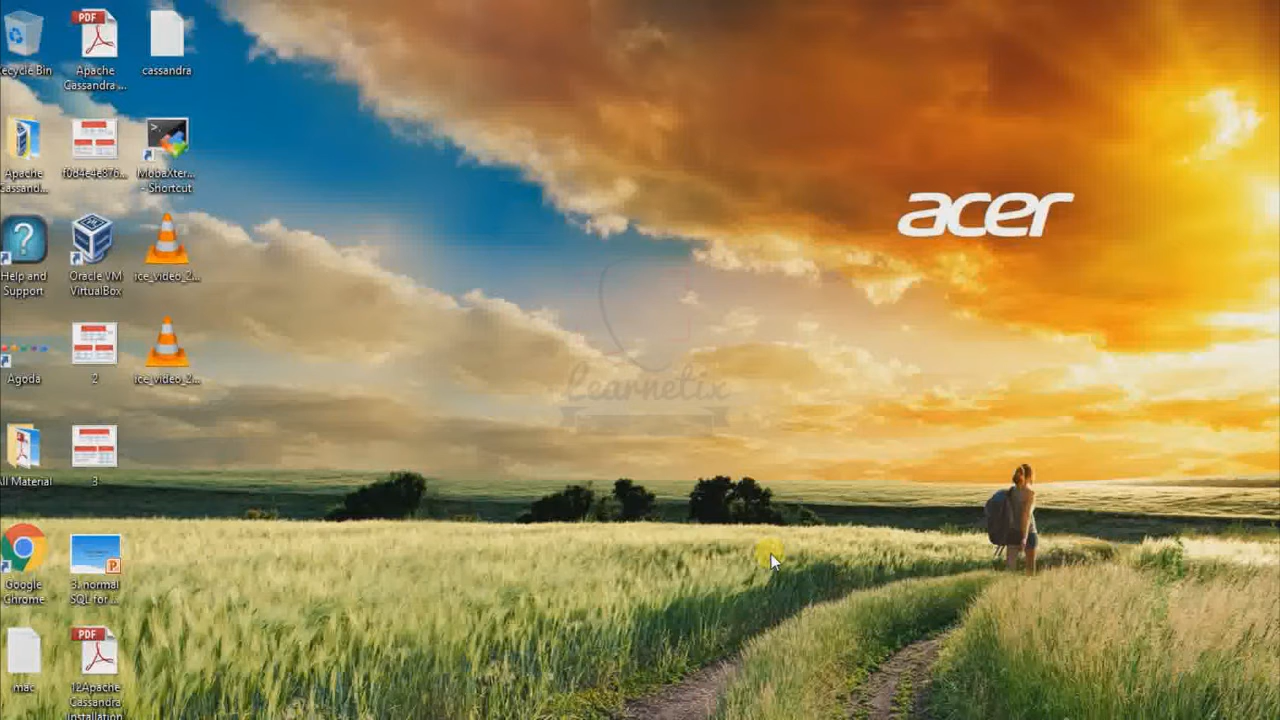 ecycle Bin
PDF
Apache
Cassandra ...
cassandra
Apache
Cassand...
f0d4e4e876...
MobaXter...
- Shortcut
Help and
Support
Oracle VM
VirtualBox
ice_video_2...
Agoda
2
ice_video_2...
All Material
3
Google
Chrome
3. normal
SQL for ...
mac
PDF
12Apache
Cassandra
Installation
acer
Learnetix